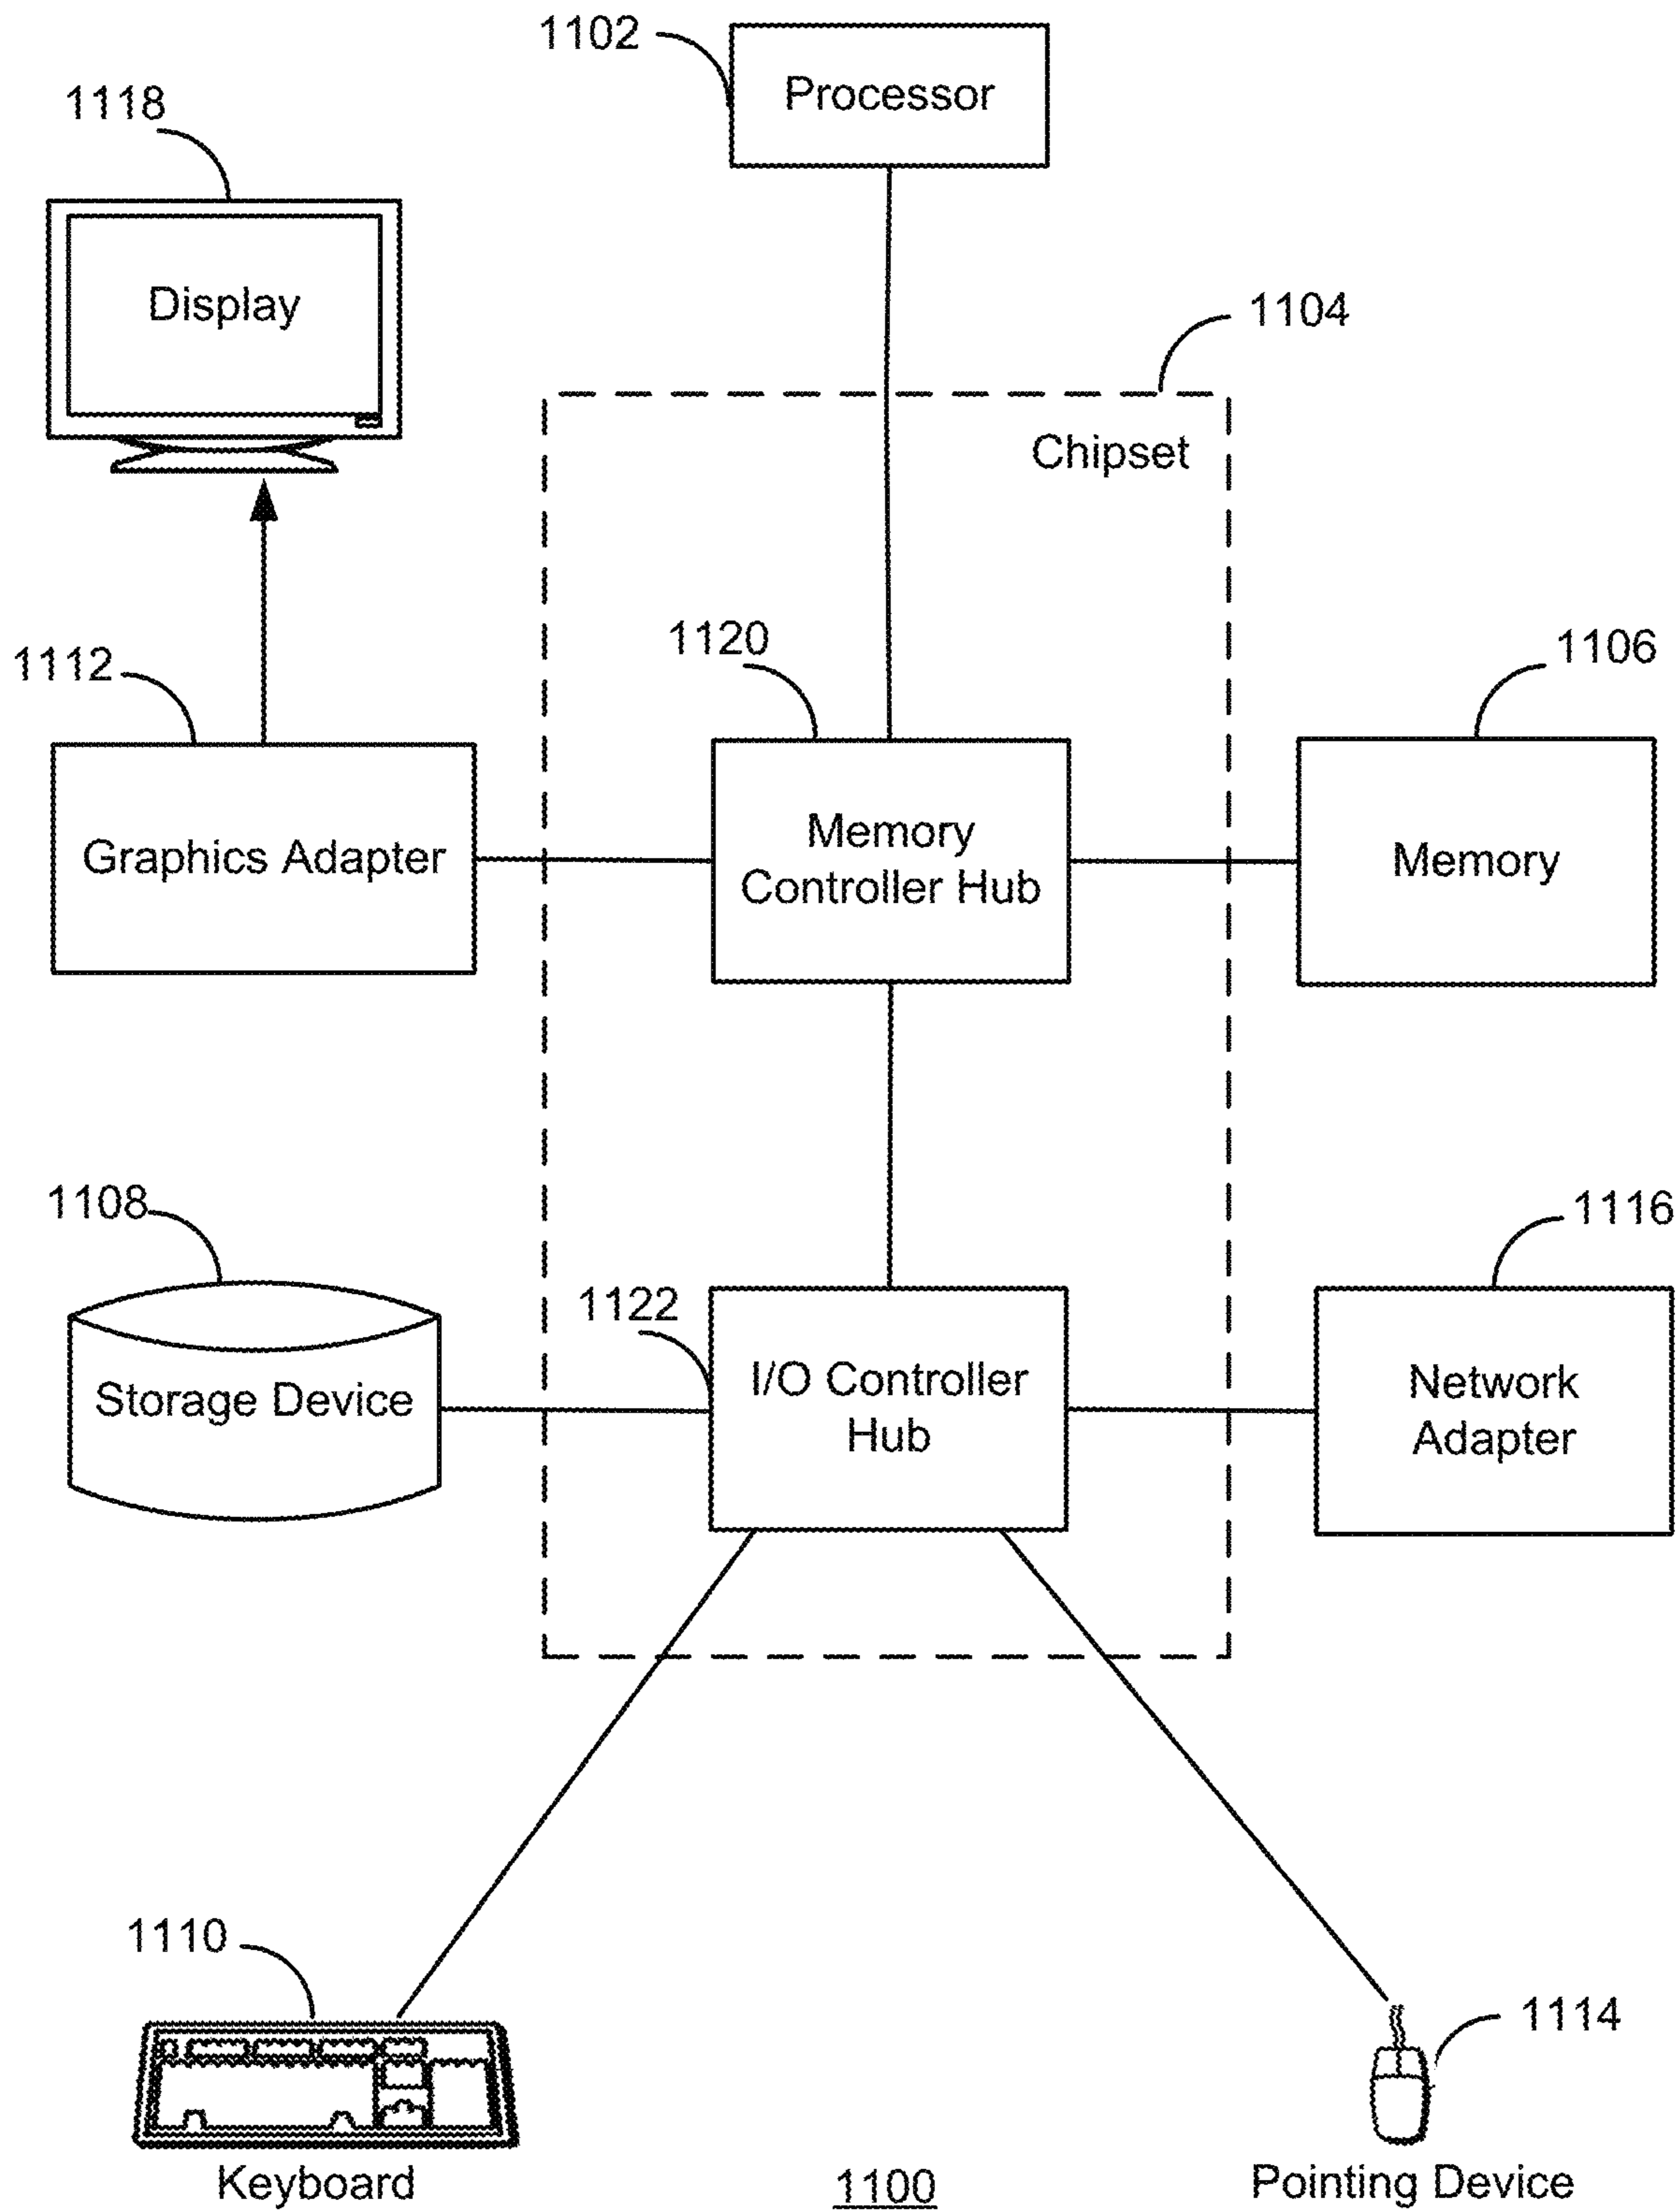 1102
Processor
1118
Display
1104
Chipset
1120
1112
1106
Graphics Adapter
Memory
Controller Hub
Memory
1108
1116
1122
Storage Device
I/O Controller
Hub
Network
Adapter
1110
1114
Keyboard
1100
Pointing Device